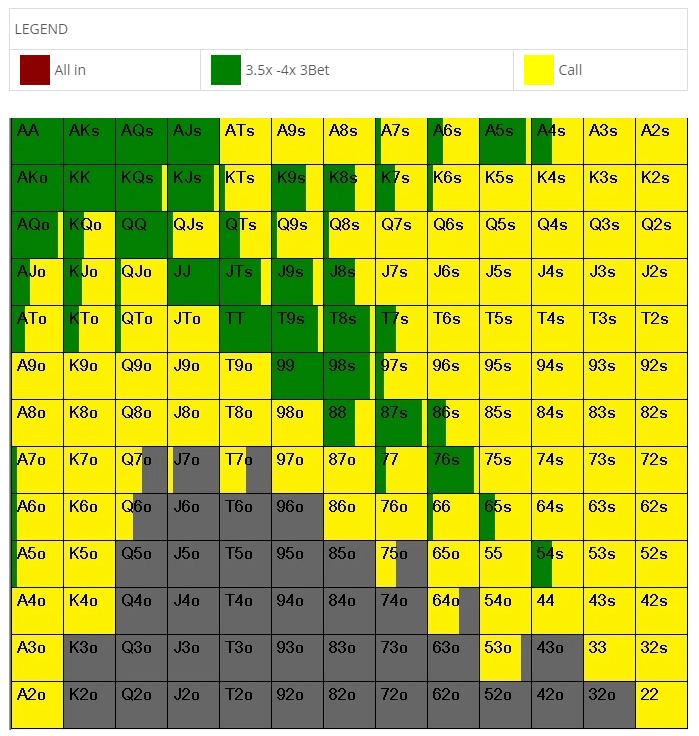 LEGEND
All in 3.5x -4x 3Bet Call
AA AKs AQs AJs ATs A9s A8s A7s A6s A5s A4s A3s A2s
AKo KK KQs KJs KTs K9s K8s K7s K6s K5s K4s K3s K2s
AQo KQo QQ QJs QTs Q9s Q8s Q7s Q6s Q5s Q4s Q3s Q2s
AJo KJo QJo JJ JTs J9s J8s J7s J6s J5s J4s J3s J2s
ATo KTo QTo JTo TT T9s T8s T7s T6s T5s T4s T3s T2s
A9o K9o Q9o J9o T9o 99 98s 97s 96s 95s 94s 93s 92s
A8o K8o Q8o J8o T8o 98o 88 87s 86s 85s 84s 83s 82s
A7o K7o Q7o J7o T7o 97o 87o 77 76s 75s 74s 73s 72s
A6o K6o Q6o J6o T6o 96o 86o 76o 66 65s 64s 63s 62s
A5o K5o Q5o J5o T5o 95o 85o 75o 65o 55 54s 53s 52s
A4o K4o Q4o J4o T4o 94o 84o 74o 64o 54o 44 43s 42s
A3o K3o Q3o J3o T3o 93o 83o 73o 63o 53o 43o 33 32s
A2o K2o Q2o J2o T2o 92o 82o 72o 62o 52o 42o 32o 22